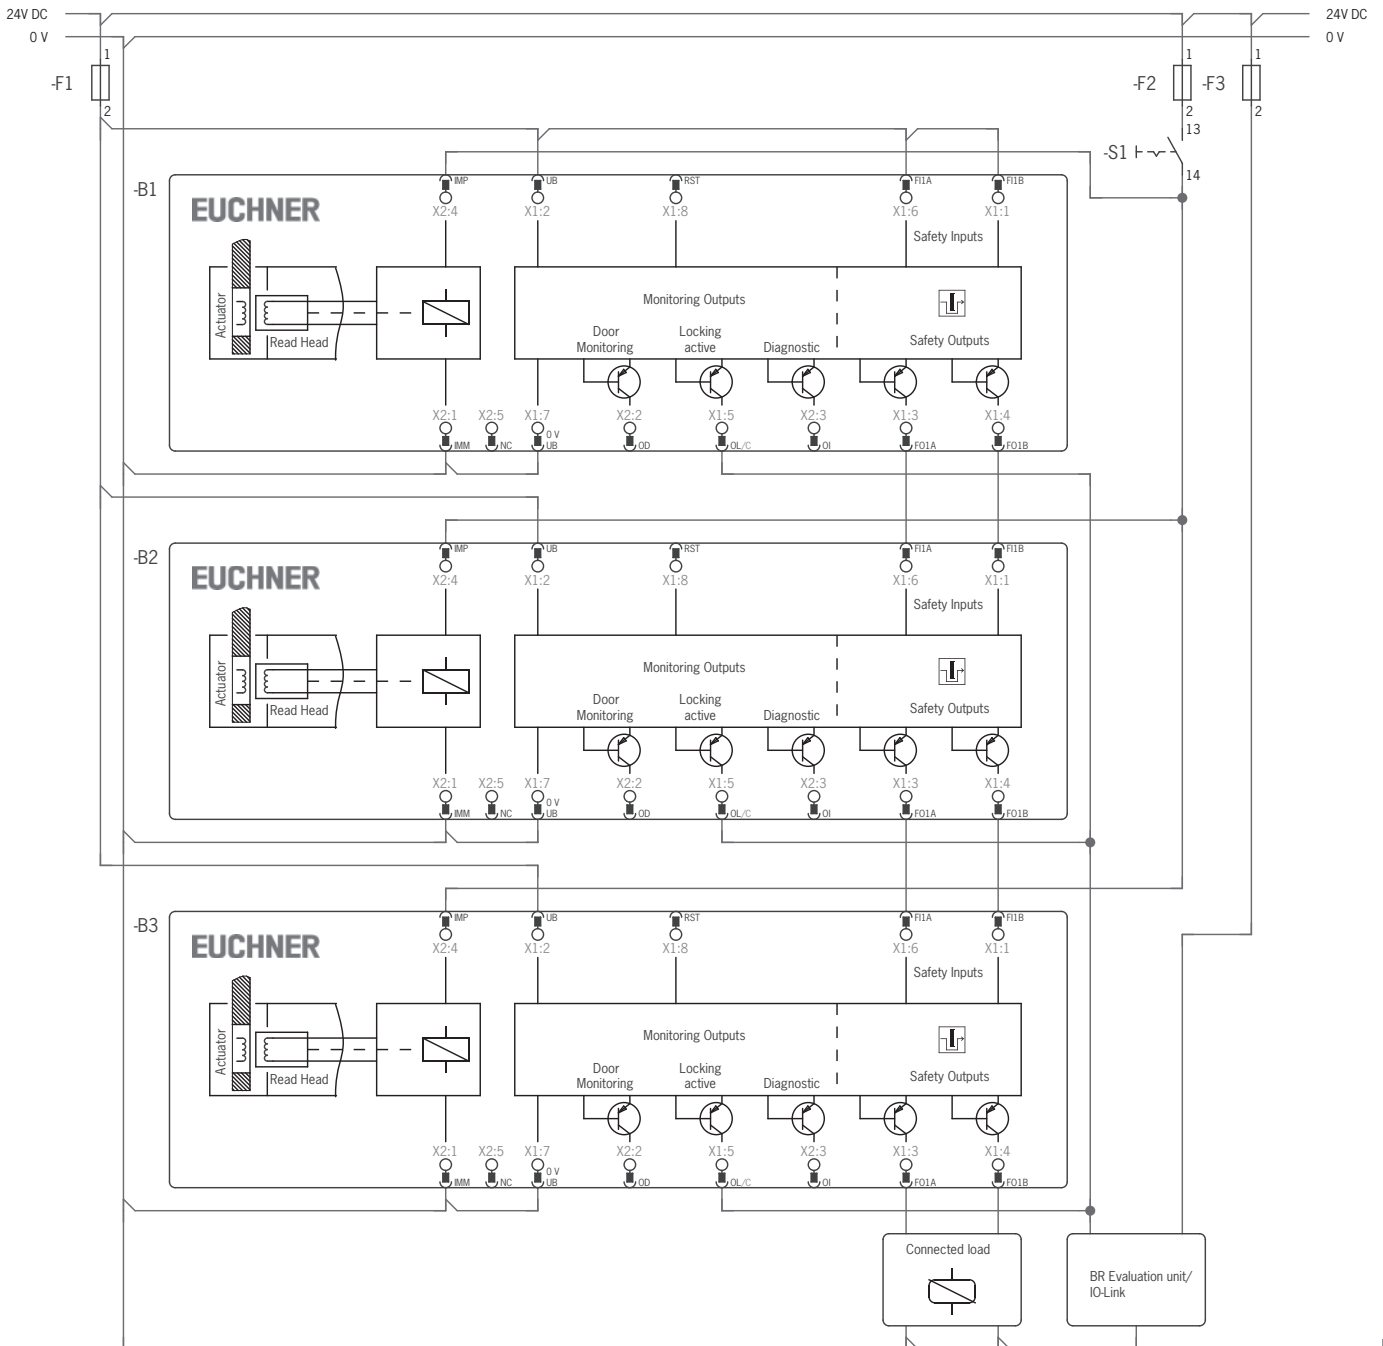 24V DC 24V DC
0 V 0 V
-F1 1 2
-F2 1 2
-F3 1 2
-S1 13 14
-B1
IMP UB RST FI1A FI1B
X2:4 X1:2 X1:8 X1:6 X1:1
EUCHNER
Safety Inputs
Actuator
Read Head
Monitoring Outputs
Door
Monitoring
Locking
active
Diagnostic
Safety Outputs
X2:1 X2:5 X1:7 X2:2 X1:5 X2:3 X1:3 X1:4
0 V
IMM NC UB OD OL/C OI FO1A FO1B
-B2
IMP UB RST FI1A FI1B
X2:4 X1:2 X1:8 X1:6 X1:1
EUCHNER
Safety Inputs
Actuator
Read Head
Monitoring Outputs
Door
Monitoring
Locking
active
Diagnostic
Safety Outputs
X2:1 X2:5 X1:7 X2:2 X1:5 X2:3 X1:3 X1:4
0 V
IMM NC UB OD OL/C OI FO1A FO1B
-B3
IMP UB RST FI1A FI1B
X2:4 X1:2 X1:8 X1:6 X1:1
EUCHNER
Safety Inputs
Actuator
Read Head
Monitoring Outputs
Door
Monitoring
Locking
active
Diagnostic
Safety Outputs
X2:1 X2:5 X1:7 X2:2 X1:5 X2:3 X1:3 X1:4
0 V
IMM NC UB OD OL/C OI FO1A FO1B
Connected load
BR Evaluation unit/
IO-Link